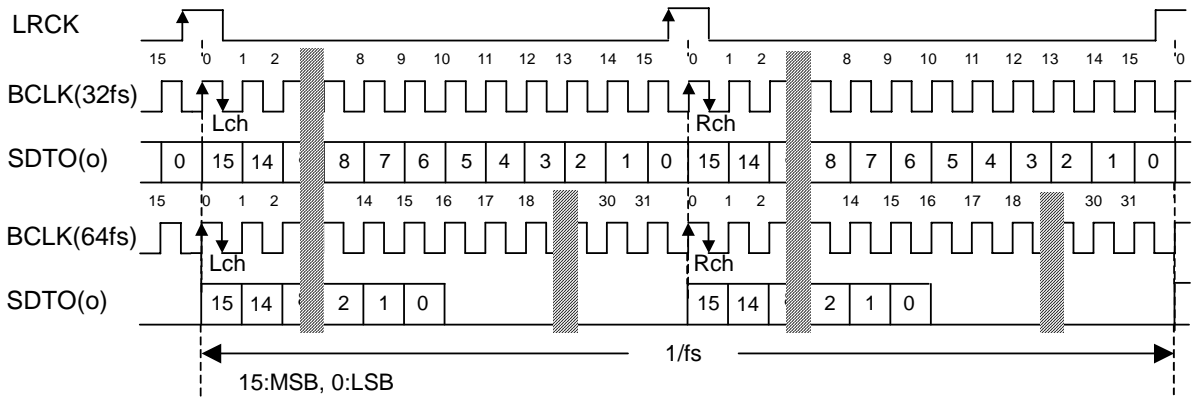 LRCK
15 0 1 2 8 9 10 11 12 13 14 15 0 1 2 8 9 10 11 12 13 14 15 0
BCLK(32fs)
Lch Rch
SDTO(o) 0 15 14 8 7 6 5 4 3 2 1 0 15 14 8 7 6 5 4 3 2 1 0
15 0 1 2 14 15 16 17 18 30 31 0 1 2 14 15 16 17 18 30 31
BCLK(64fs)
Lch Rch
SDTO(o) 15 14 2 1 0 15 14 2 1 0
1/fs
15:MSB, 0:LSB